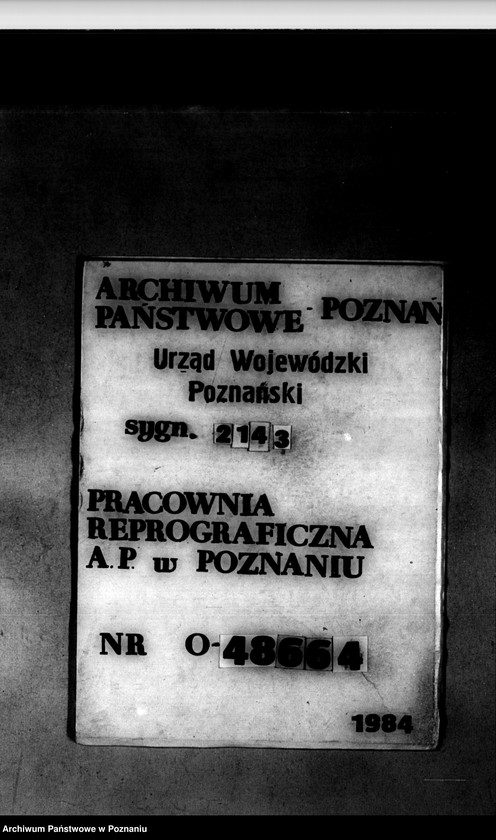 ARCHIWUM
PAŃSTWOWE - POZNAŃ
Urząd Wojewódzki
Poznański
sygn. 2143
PRACOWNIA
REPROGRAFICZNA
A.P. w POZNANIU
NR O-48664
1984
Archiwum Państwowe w Poznaniu